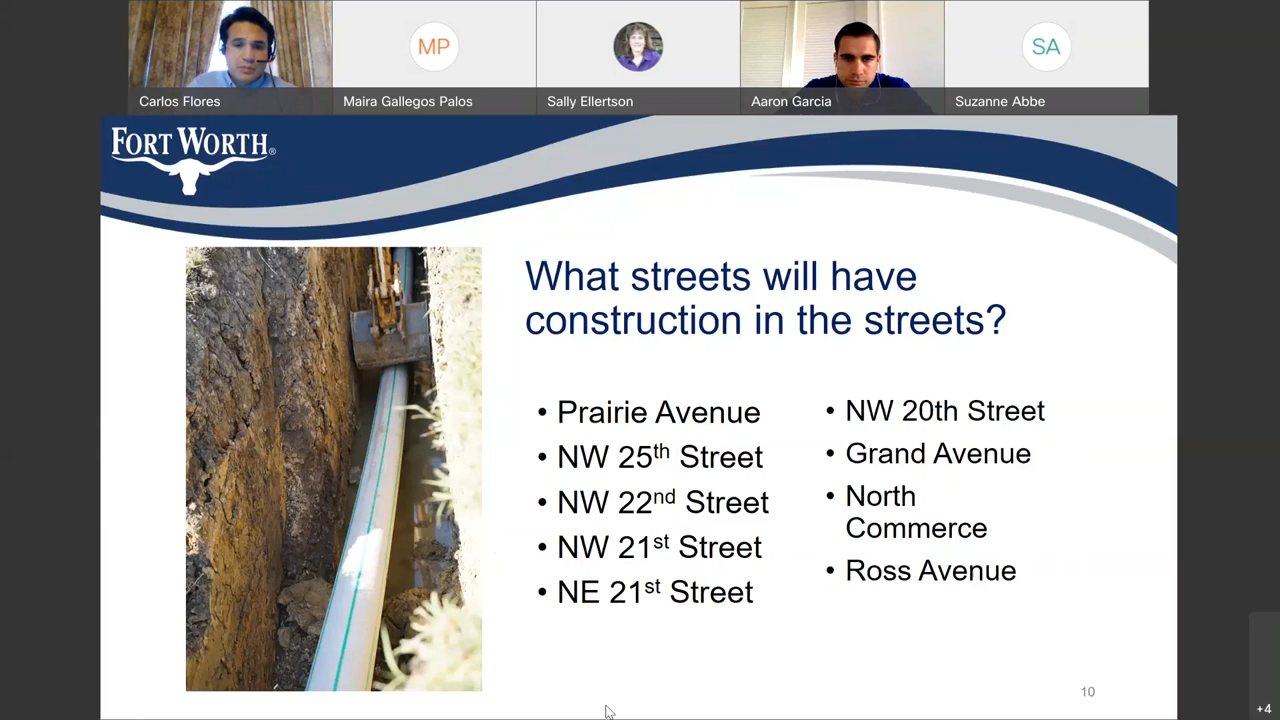 MP
SA
Carlos Flores
Maira Gallegos Palos
Sally Ellertson
Aaron Garcia
Suzanne Abbe
FORT WORTH®
What streets will have
construction in the streets?
• Prairie Avenue
• NW 25th Street
• NW 22nd Street
• NW 21st Street
• NE 21st Street
• NW 20th Street
• Grand Avenue
• North
Commerce
• Ross Avenue
10
+4